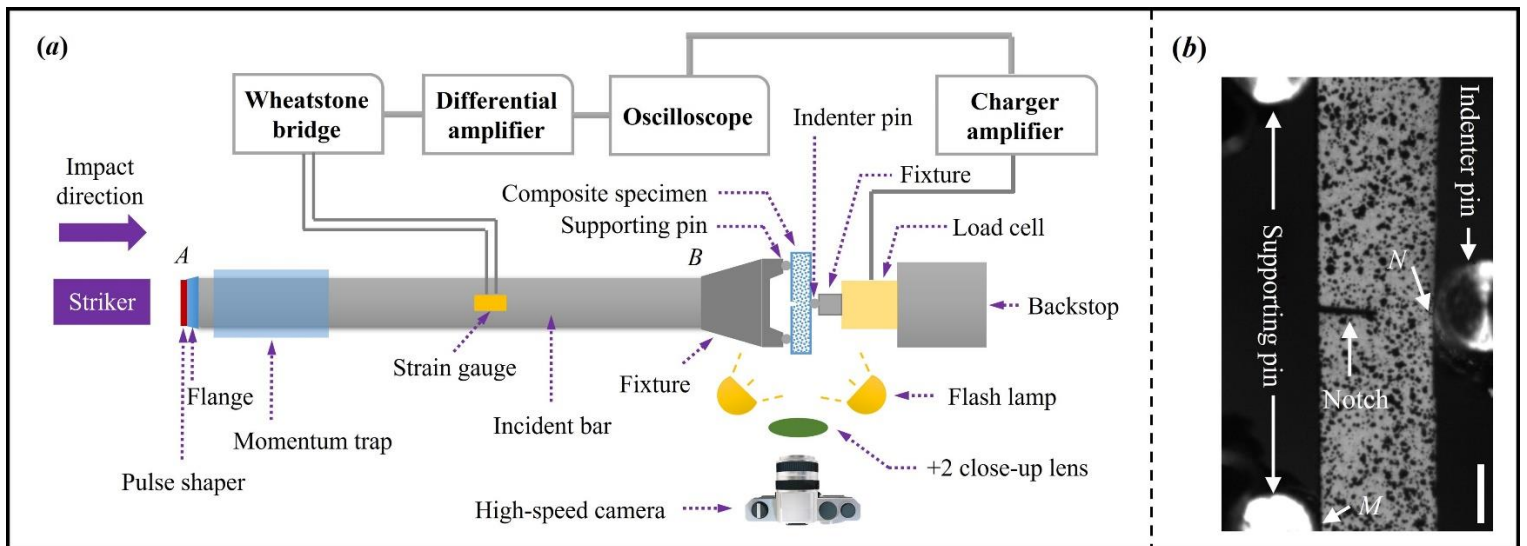 (a)
Wheatstone
bridge
Differential
amplifier
Oscilloscope
Charger
amplifier
Indenter pin
Fixture
Composite specimen
Supporting pin
Load cell
Impact
direction
A
B
Striker
Backstop
Strain gauge
Flange
Fixture
Incident bar
Flash lamp
Momentum trap
+2 close-up lens
Pulse shaper
High-speed camera
(b)
Indenter pin
Supporting pin
N
Notch
M